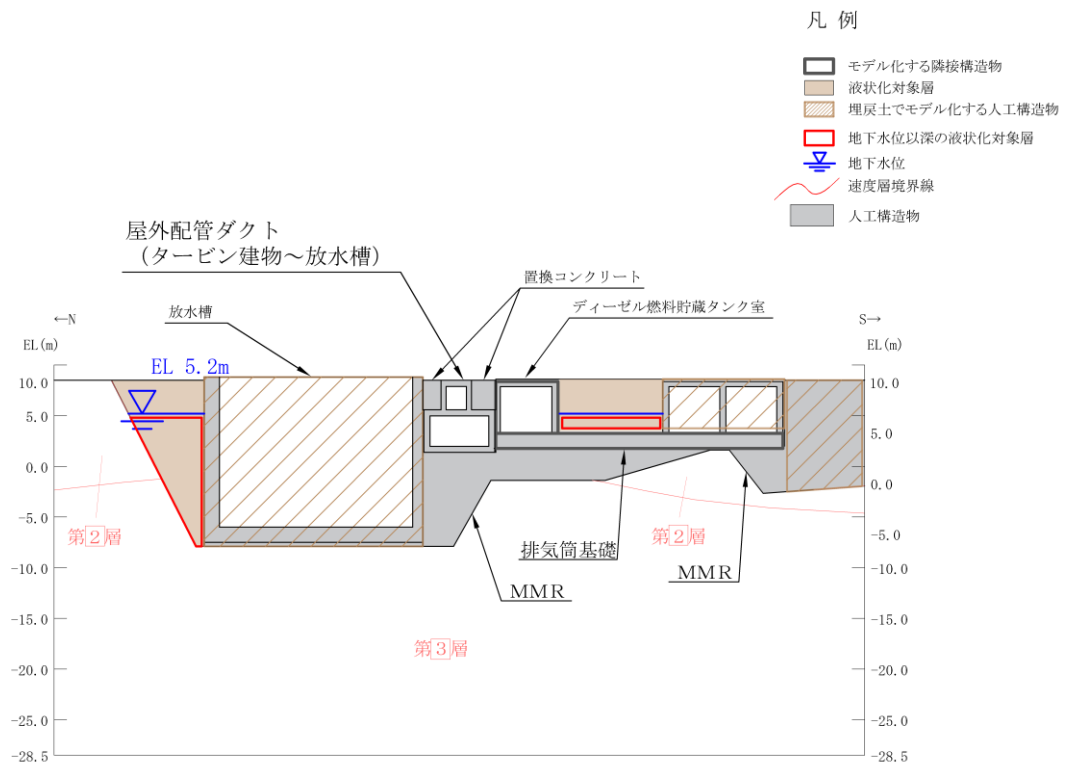 凡 例
モデル化する隣接構造物
液状化対象層
埋戻土でモデル化する人工構造物
地下水位以深の液状化対象層
地下水位
速度層境界線
人工構造物
屋外配管ダクト
（タービン建物～放水槽）
置換コンクリート
放水槽
ディーゼル燃料貯蔵タンク室
←N
S→
EL(m)
EL(m)
EL 5.2m
10.0
5.0
0.0
-5.0
-10.0
-15.0
-20.0
-25.0
-28.5
10.0
5.0
0.0
-5.0
-10.0
-15.0
-20.0
-25.0
-28.5
第2層
第2層
排気筒基礎
MMR
MMR
第3層